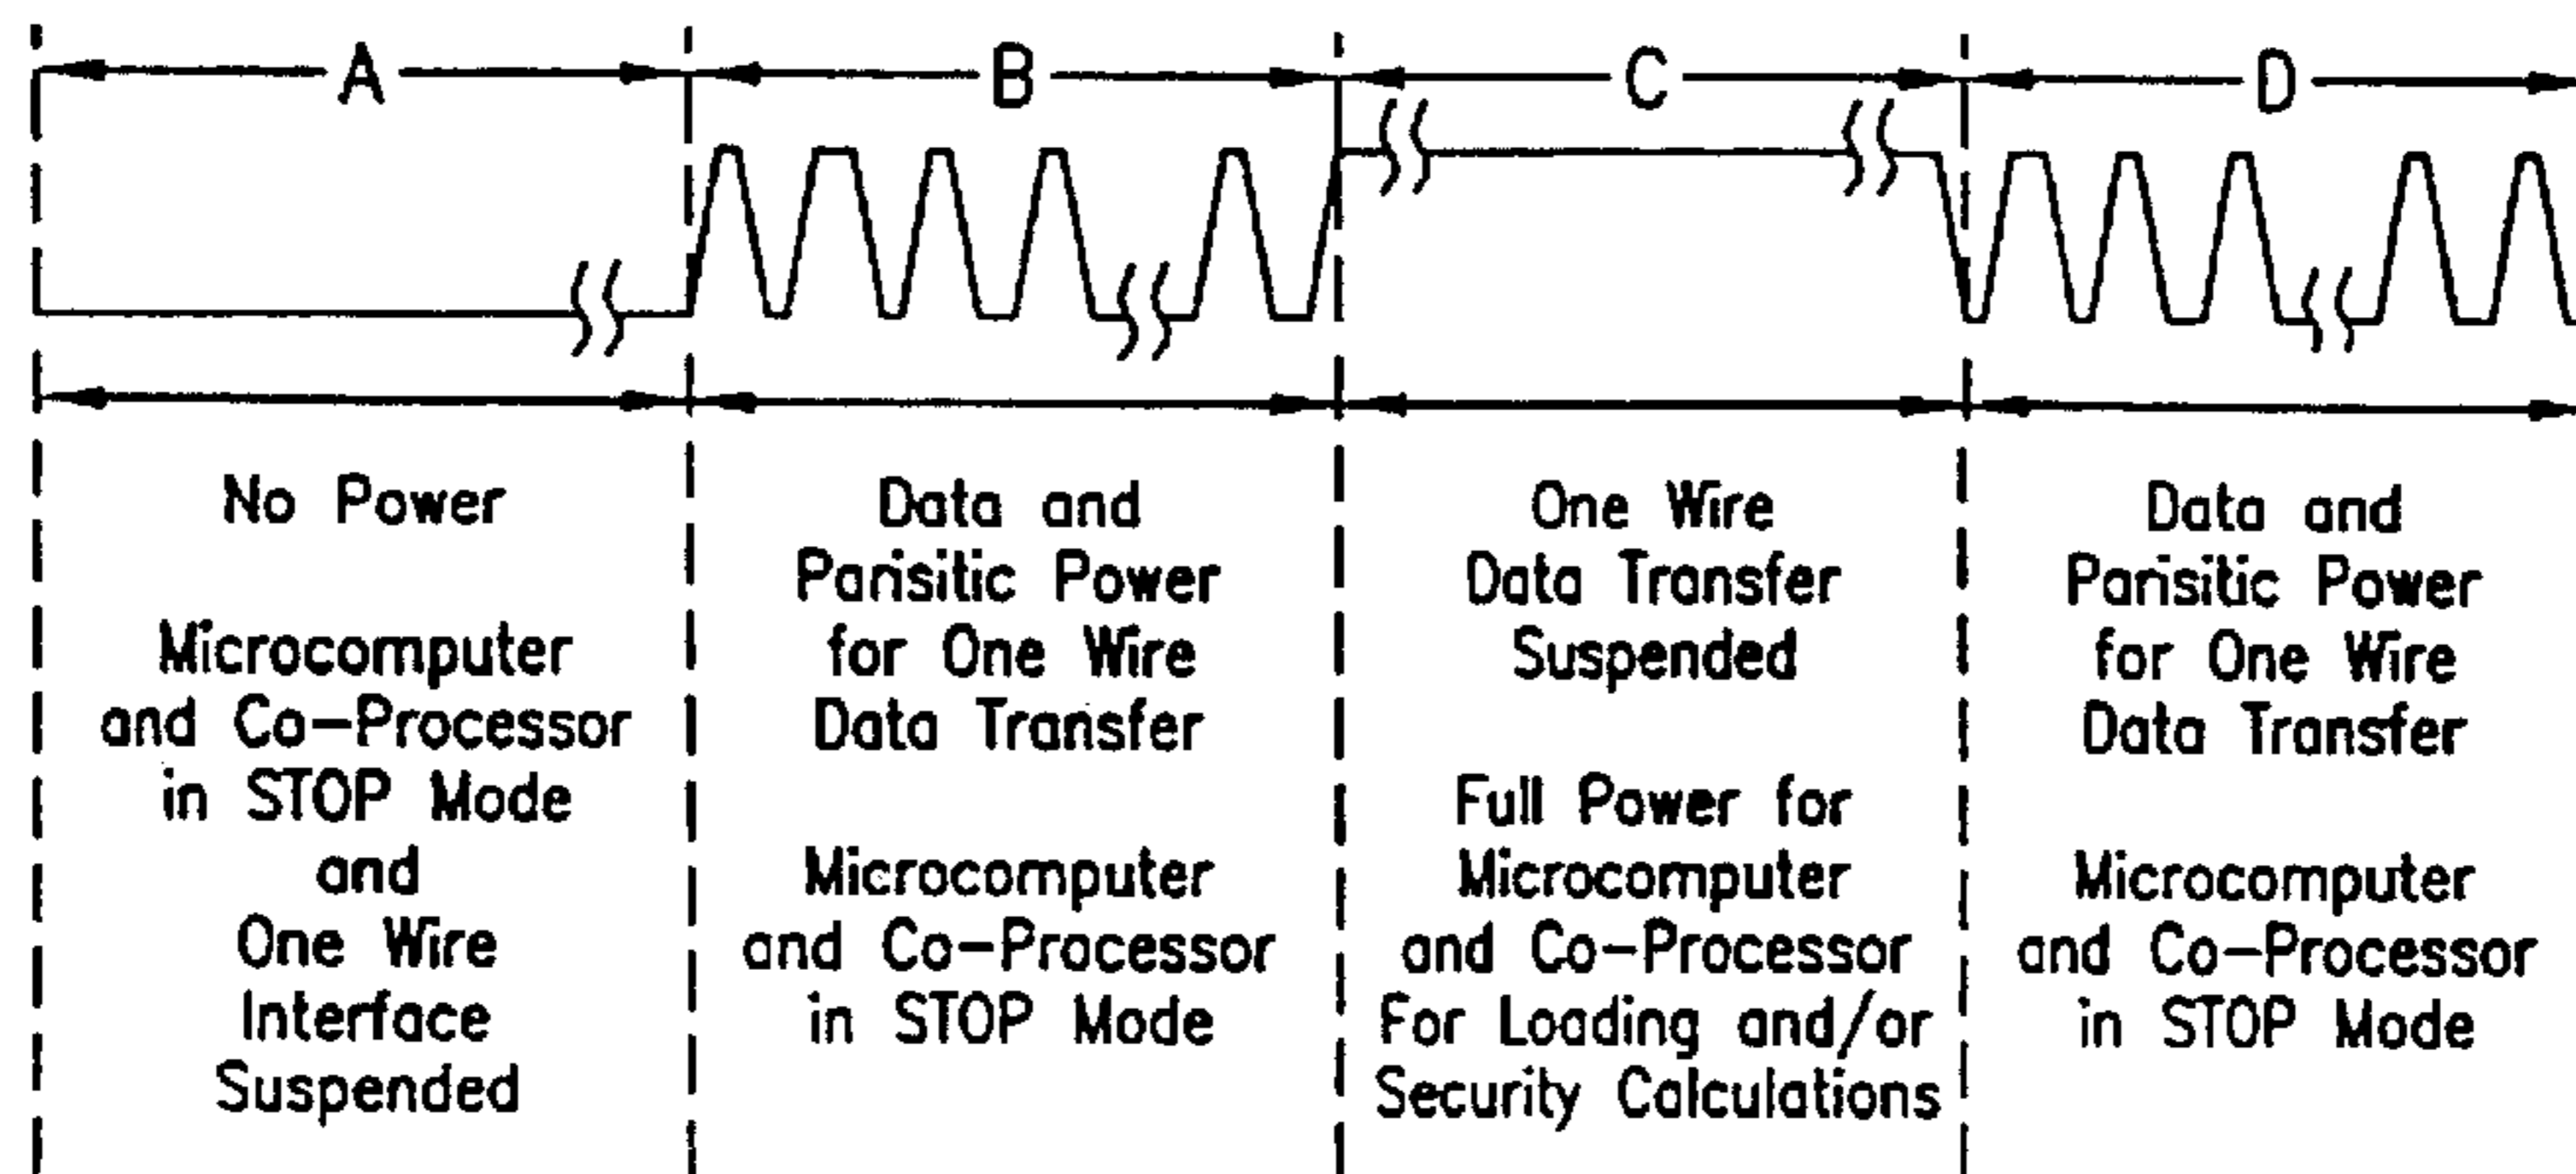 A
B
C
D
No Power
Microcomputer
and Co-Processor
in STOP Mode
and
One Wire
Interface
Suspended
Data and
Parisitic Power
for One Wire
Data Transfer
Microcomputer
and Co-Processor
in STOP Mode
One Wire
Data Transfer
Suspended
Full Power for
Microcomputer
and Co-Processor
For Loading and/or
Security Calculations
Data and
Parisitic Power
for One Wire
Data Transfer
Microcomputer
and Co-Processor
in STOP Mode